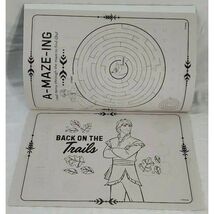 A-MAZE-ING
BACK ON THE
Trails